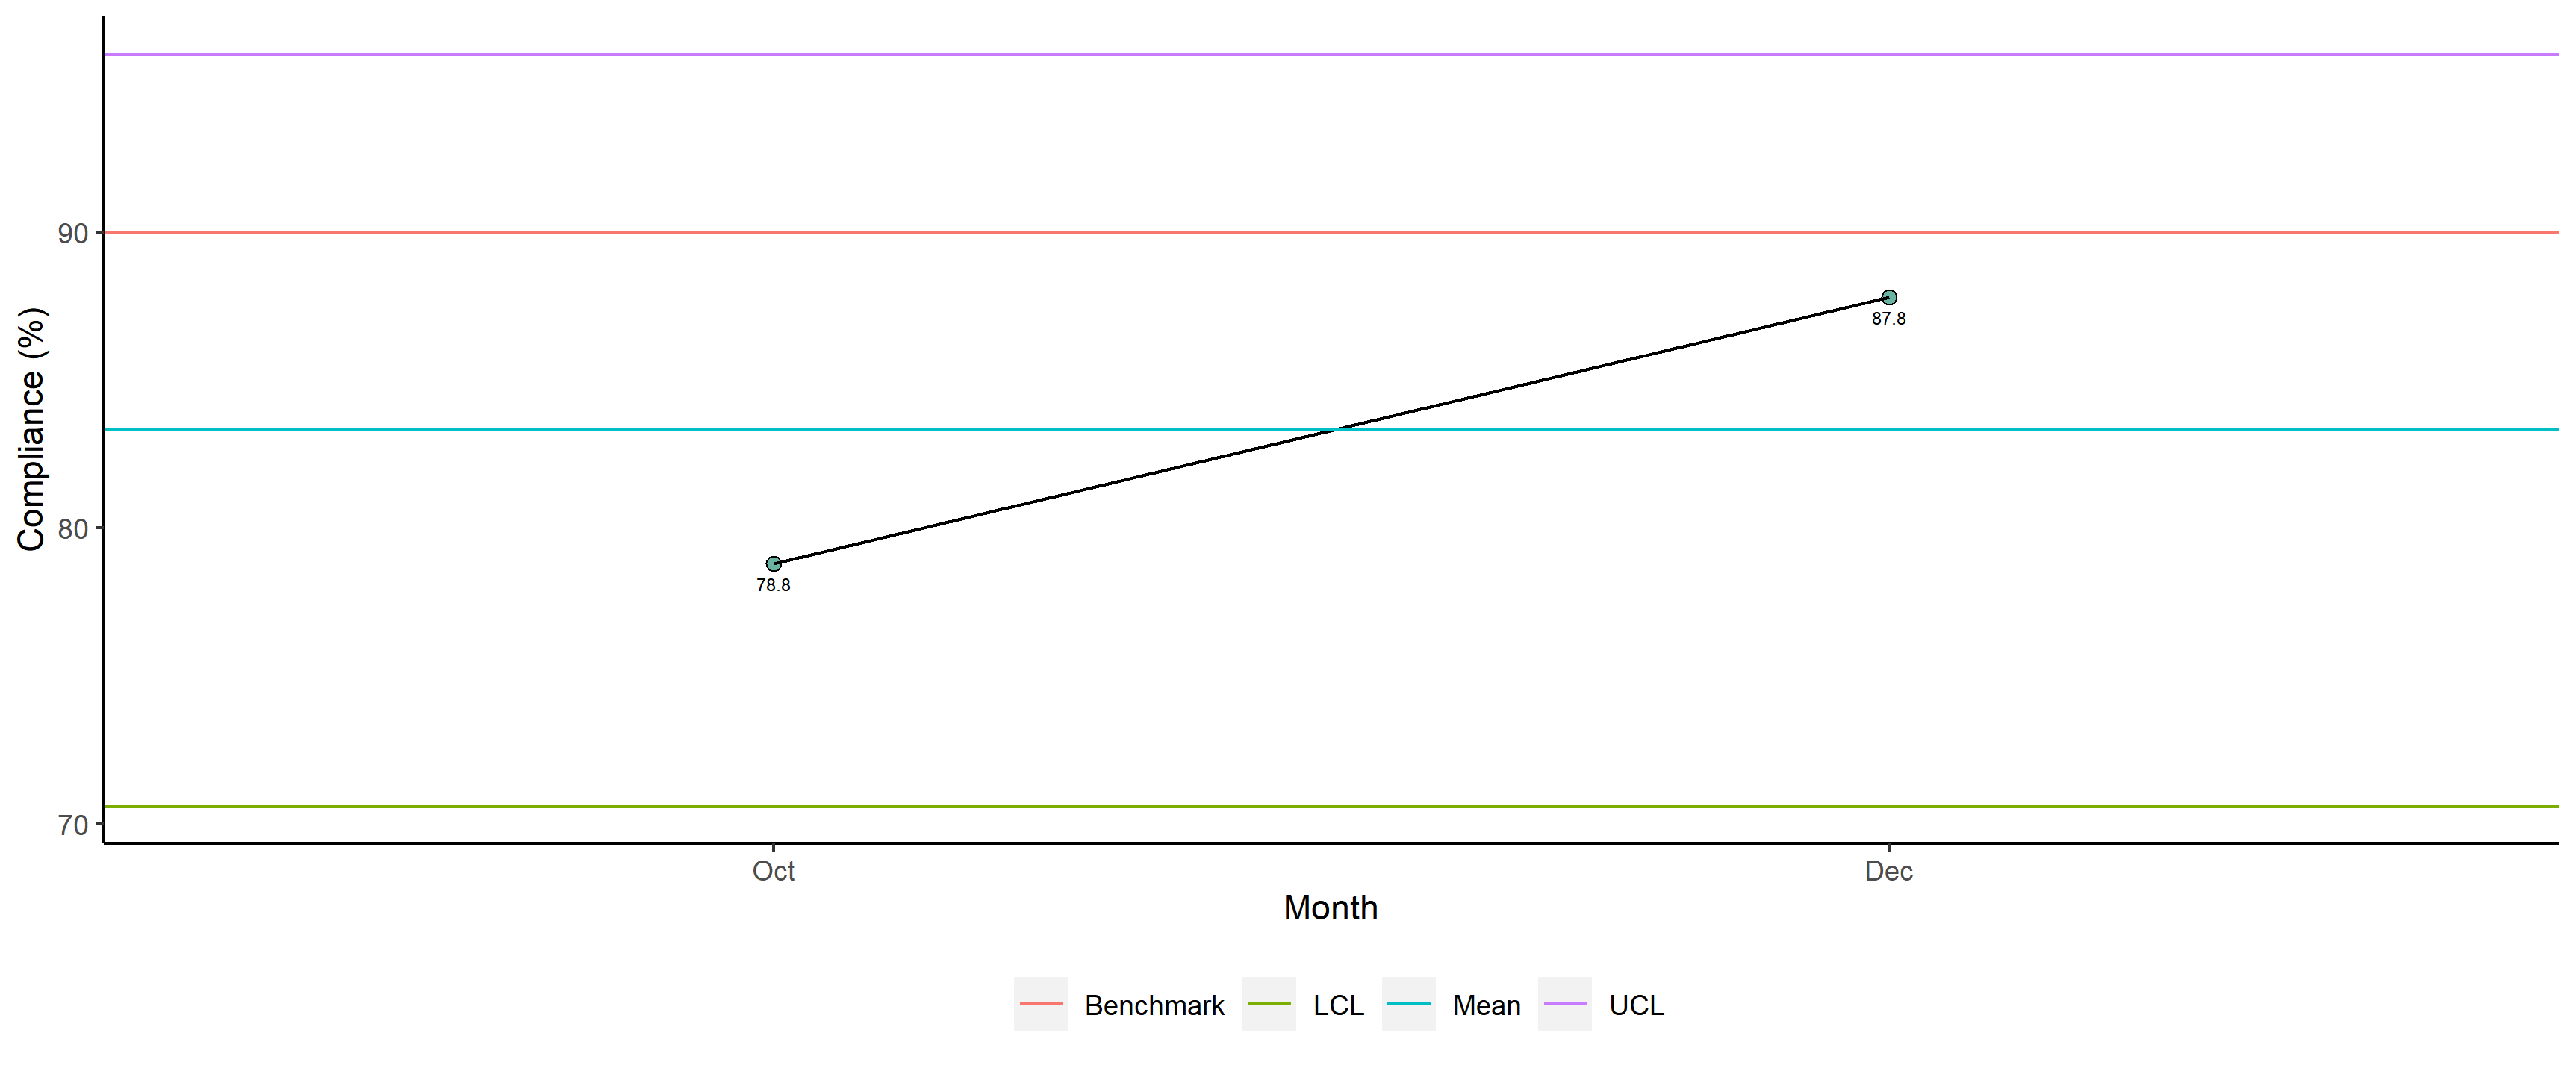 90
80
70
Compliance (%)
78.8
87.8
Oct
Dec
Month
Benchmark
LCL
Mean
UCL